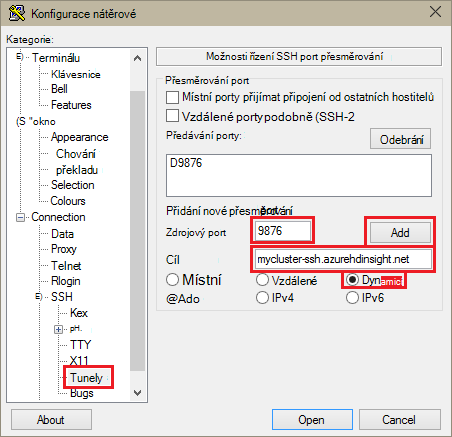 Konfigurace nátěrové
Kategorie:
Terminálu
Klávesnice
Bell
Features
(S "okno
Appearance
Chování
překladu
Selection
Colours
Connection
Data
Proxy
Telnet
Rlogin
SSH
Kex
pH.
TTY
X11
Tunely
Bugs
Možnosti řízení SSH port přesměrování
Přesměrování port
Místní porty přijímat připojení od ostatních hostitelů
Vzdálené porty podobně (SSH-2
Předávání porty:
Odebrání
D9876
Přidání nové přesměrování
Zdrojový port
9876
Add
Cíl
mycluster-ssh.azurehdinsight.net
Místní
Vzdálené
Dynamic
@Ado
IPv4
IPv6
About
Open
Cancel